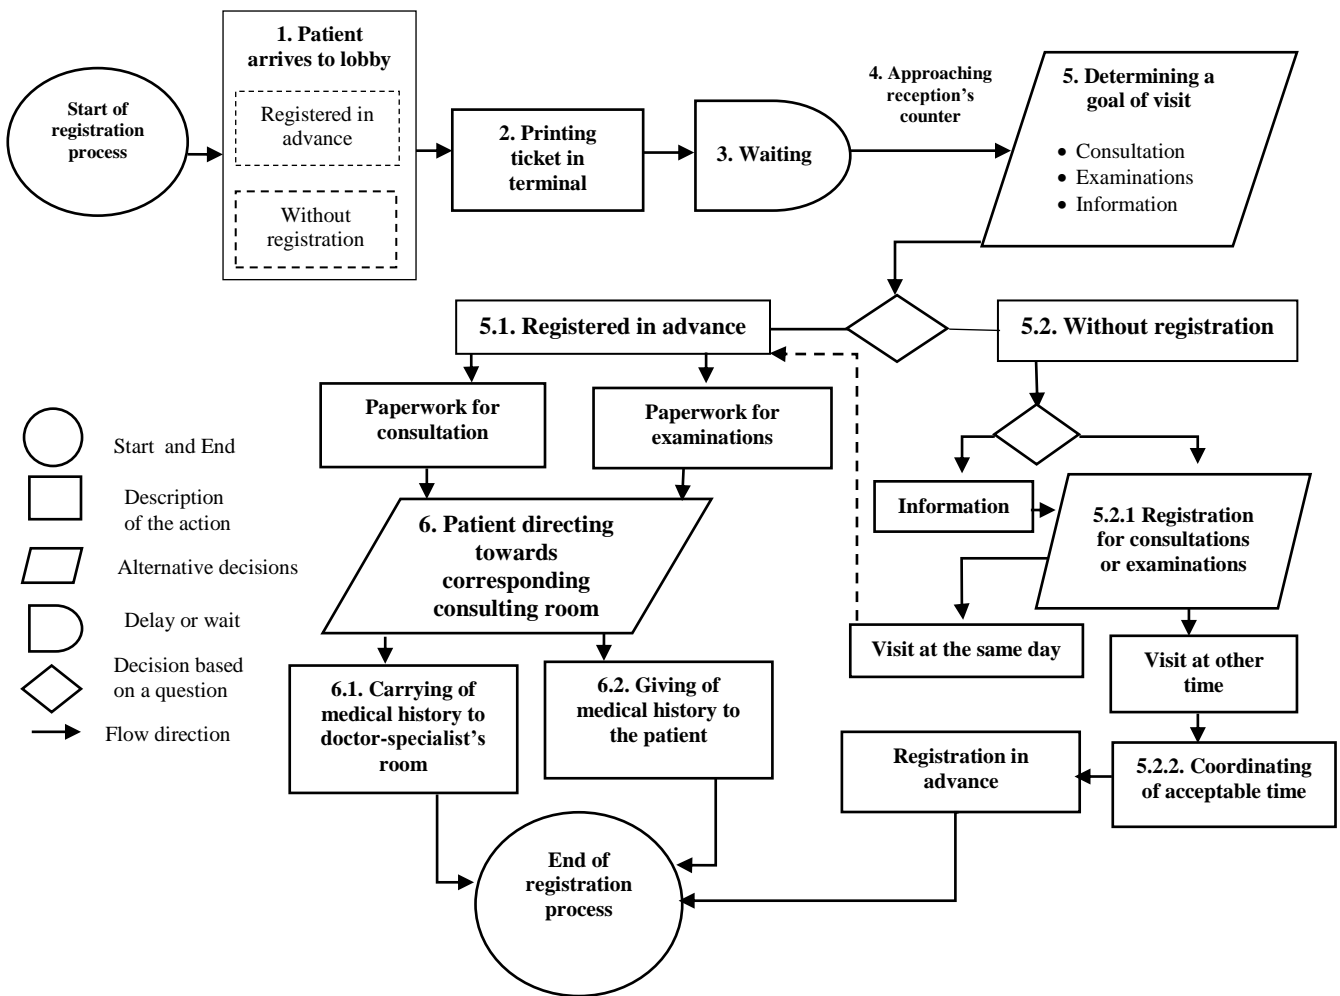 Start of
registration
process
1. Patient
arrives to lobby
Registered in
advance
Without
registration
2. Printing
ticket in
terminal
3. Waiting
4. Approaching
reception's
counter
5. Determining a
goal of visit
• Consultation
• Examinations
• Information
5.1. Registered in advance
5.2. Without registration
Paperwork for
consultation
Paperwork for
examinations
Information
5.2.1 Registration
for consultations
or examinations
6. Patient directing
towards
corresponding
consulting room
Visit at the same day
Visit at other
time
6.1. Carrying of
medical history to
doctor-specialist's
room
6.2. Giving of
medical history to
the patient
Registration in
advance
5.2.2. Coordinating
of acceptable time
End of
registration
process
Start and End
Description
of the action
Alternative decisions
Delay or wait
Decision based
on a question
Flow direction